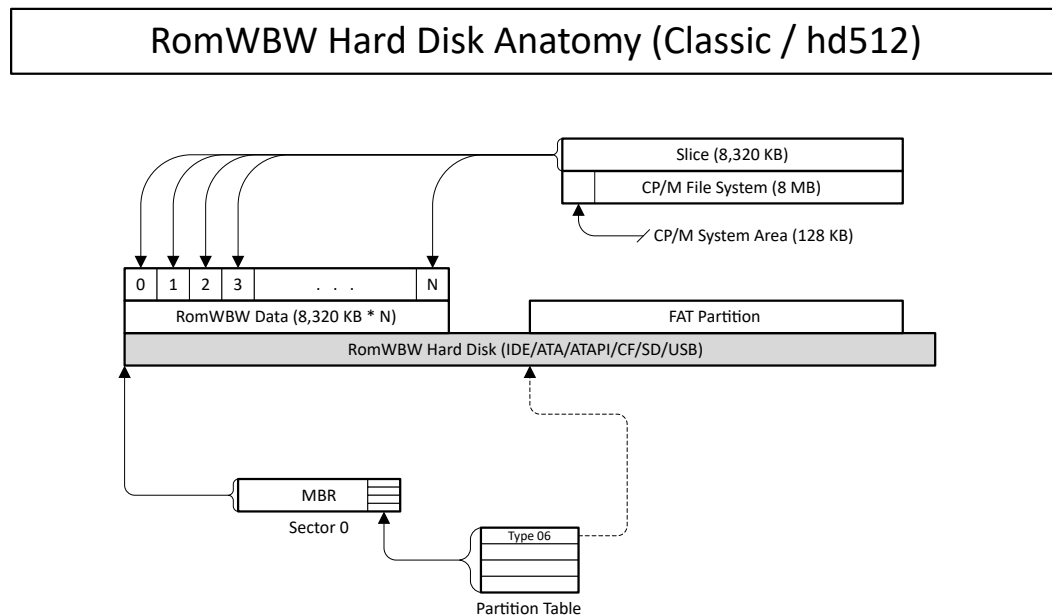 RomWBW Hard Disk Anatomy (Classic / hd512)
Slice (8,320 KB)
CP/M File System (8 MB)
CP/M System Area (128 KB)
0 1 2 3 . . . N
RomWBW Data (8,320 KB * N)
FAT Partition
RomWBW Hard Disk (IDE/ATA/ATAPI/CF/SD/USB)
MBR
Sector 0
Type 06
Partition Table